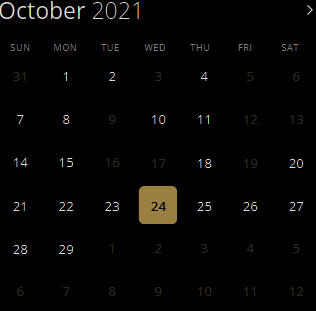 October 2021
SUN MON TUE WED THU FRI SAT
31 1 2 3 4 5 6
7 8 9 10 11 12 13
14 15 16 17 18 19 20
21 22 23 24 25 26 27
28 29 1 2 3 4 5
6 7 8 9 10 11 12